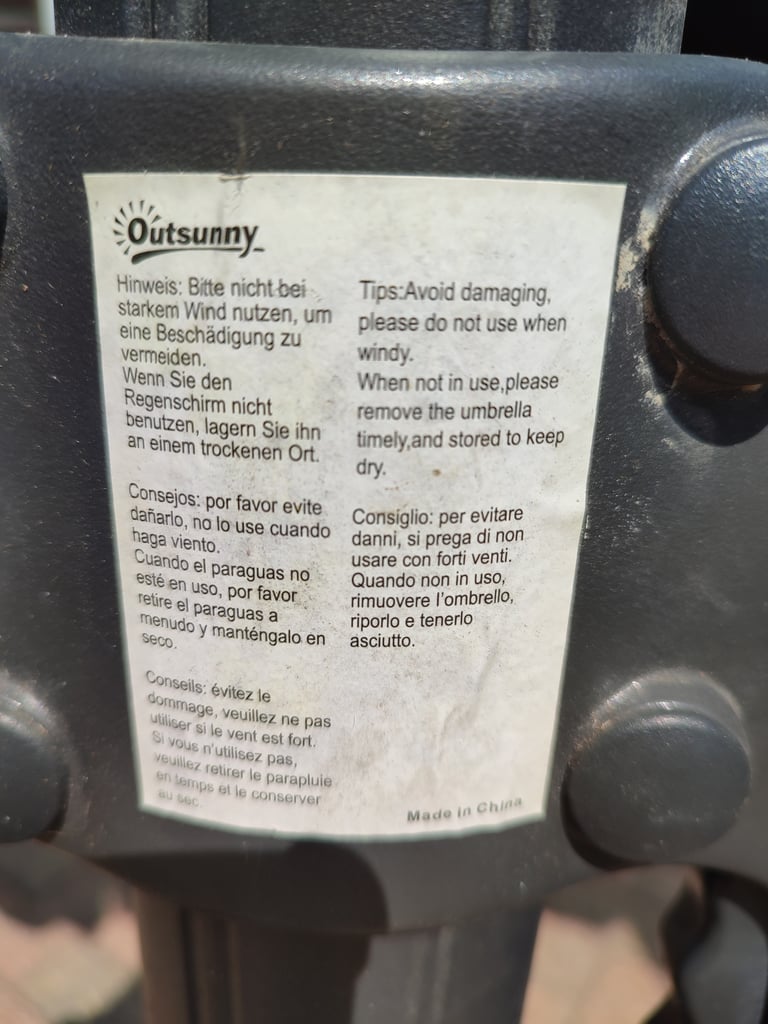 Outsunny
Hinweis: Bitte nicht bei
starkem Wind nutzen, um
eine Beschädigung zu
vermeiden.
Wenn Sie den
Regenschirm nicht
benutzen, lagern Sie ihn
an einem trockenen Ort.
Consejos: por favor evite
dañarlo, no lo use cuando
haga viento.
Cuando el paraguas no
esté en uso, por favor
retire el paraguas a
menudo y manténgalo en
seco.
Conseils: évitez le
dommage, veuillez ne pas
utiliser si le vent est fort.
Si vous n'utilisez pas,
veuillez retirer le parapluie
en temps et le conserver
au sec.
Tips:Avoid damaging,
please do not use when
windy.
When not in use,please
remove the umbrella
timely,and stored to keep
dry.
Consiglio: per evitare
danni, si prega di non
usare con forti venti.
Quando non in uso,
rimuovere l'ombrello,
riporlo e tenerlo
asciutto.
Made in China